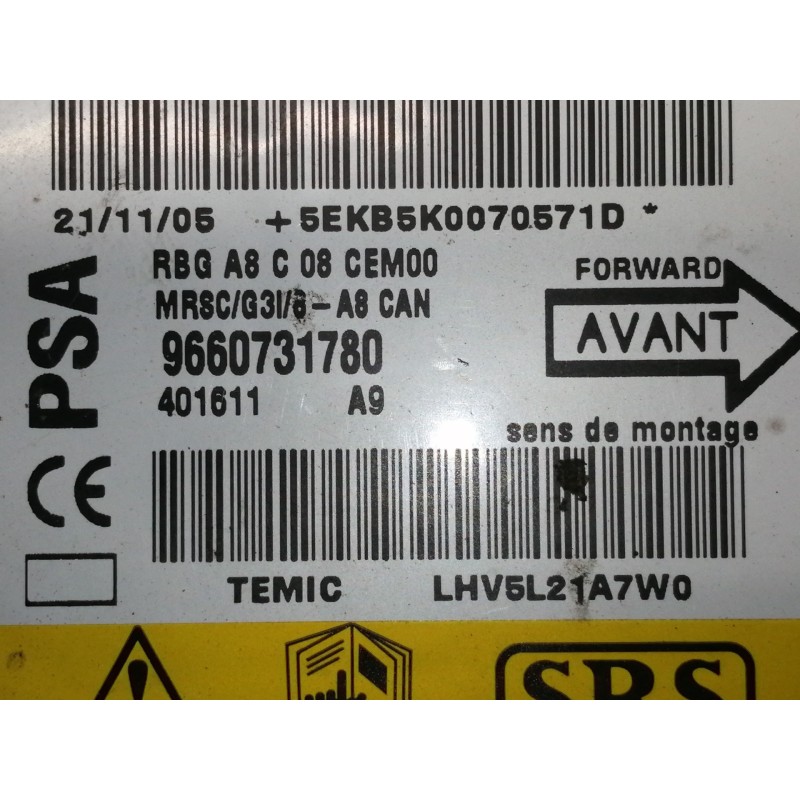 21/11/05 +5EKB5K0070571D *
RBG A8 C 08 CEM00
MRSC/G3I/8-A8 CAN
9660731780
401611 A9
PSA
CE
FORWARD
AVANT
sens de montage
TEMIC LHV5L21A7W0
SRS